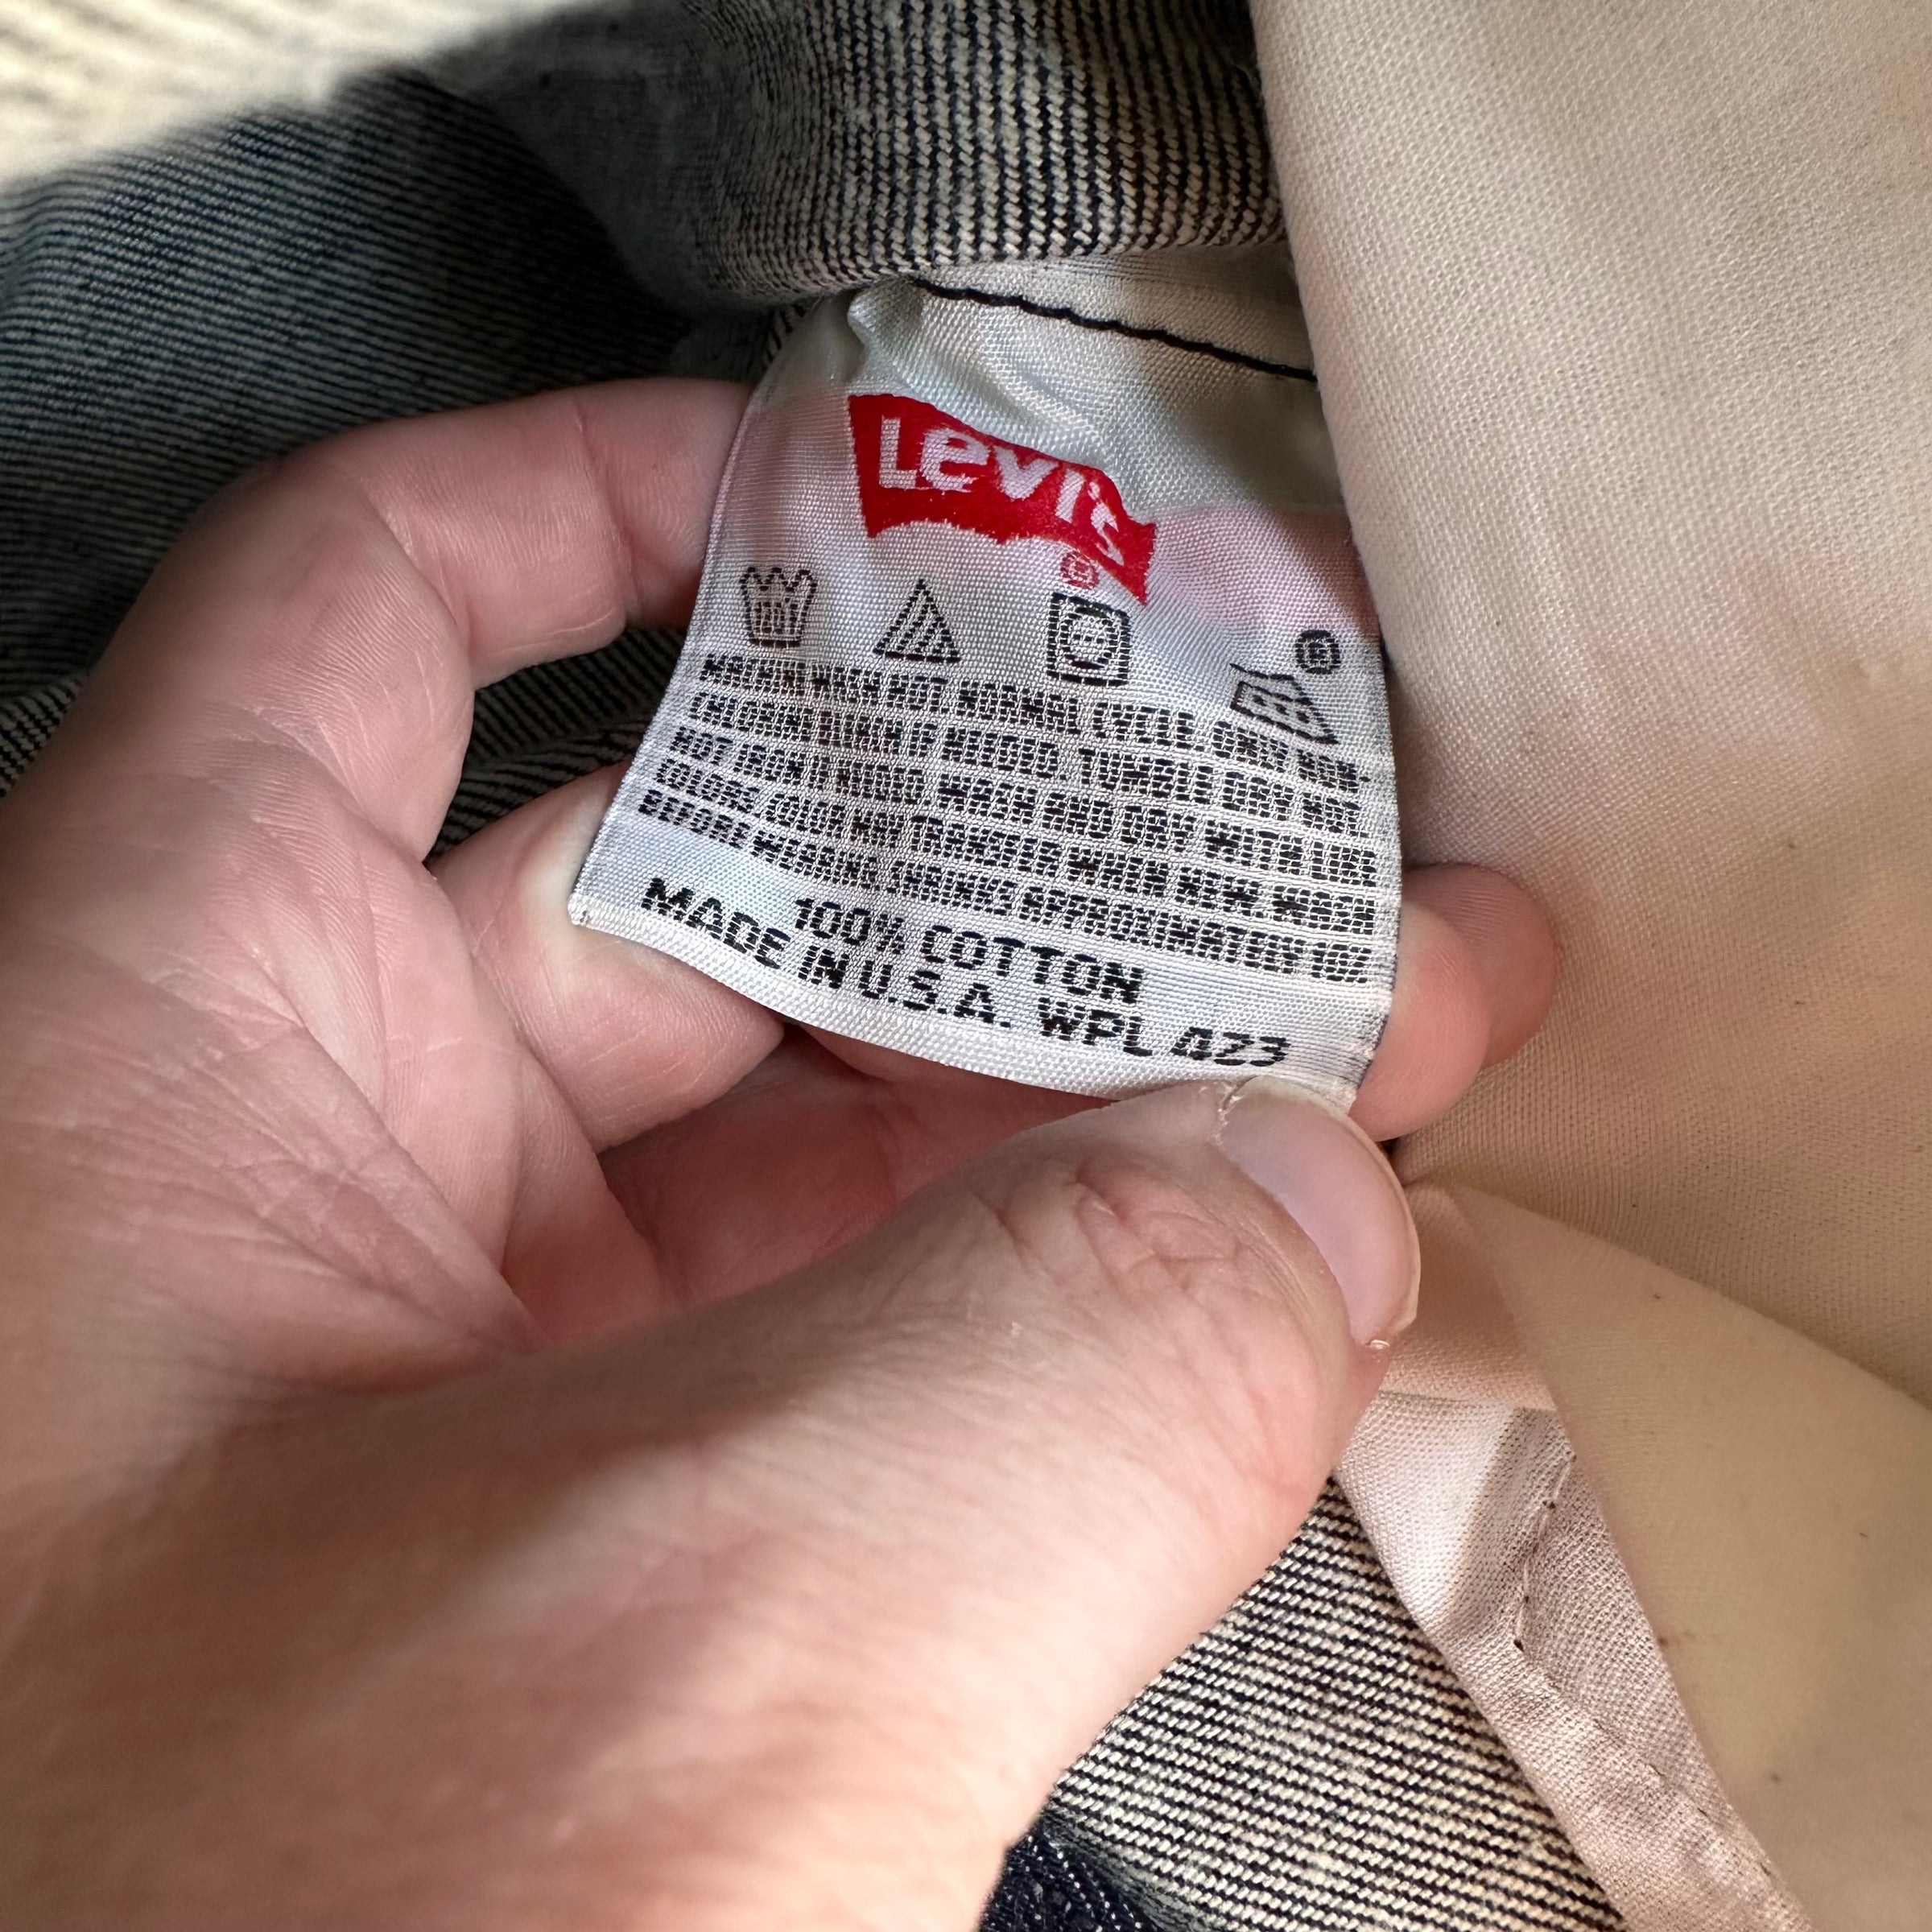 Levi's
®
110°
®
MACHINE WASH HOT NORMAL CYCLE. ONLY NON-
CHLORINE BLEACH IF NEEDED. TUMBLE DRY HOT.
HOT IRON IF NEEDED. WASH AND DRY WITH LIKE
COLORS/COLOR MAY TRANSFER WHEN NEW. WASH
BEFORE WEARING. SHRINKS APPROXIMATELY 10%
100% COTTON
MADE IN U.S.A. WPL 423